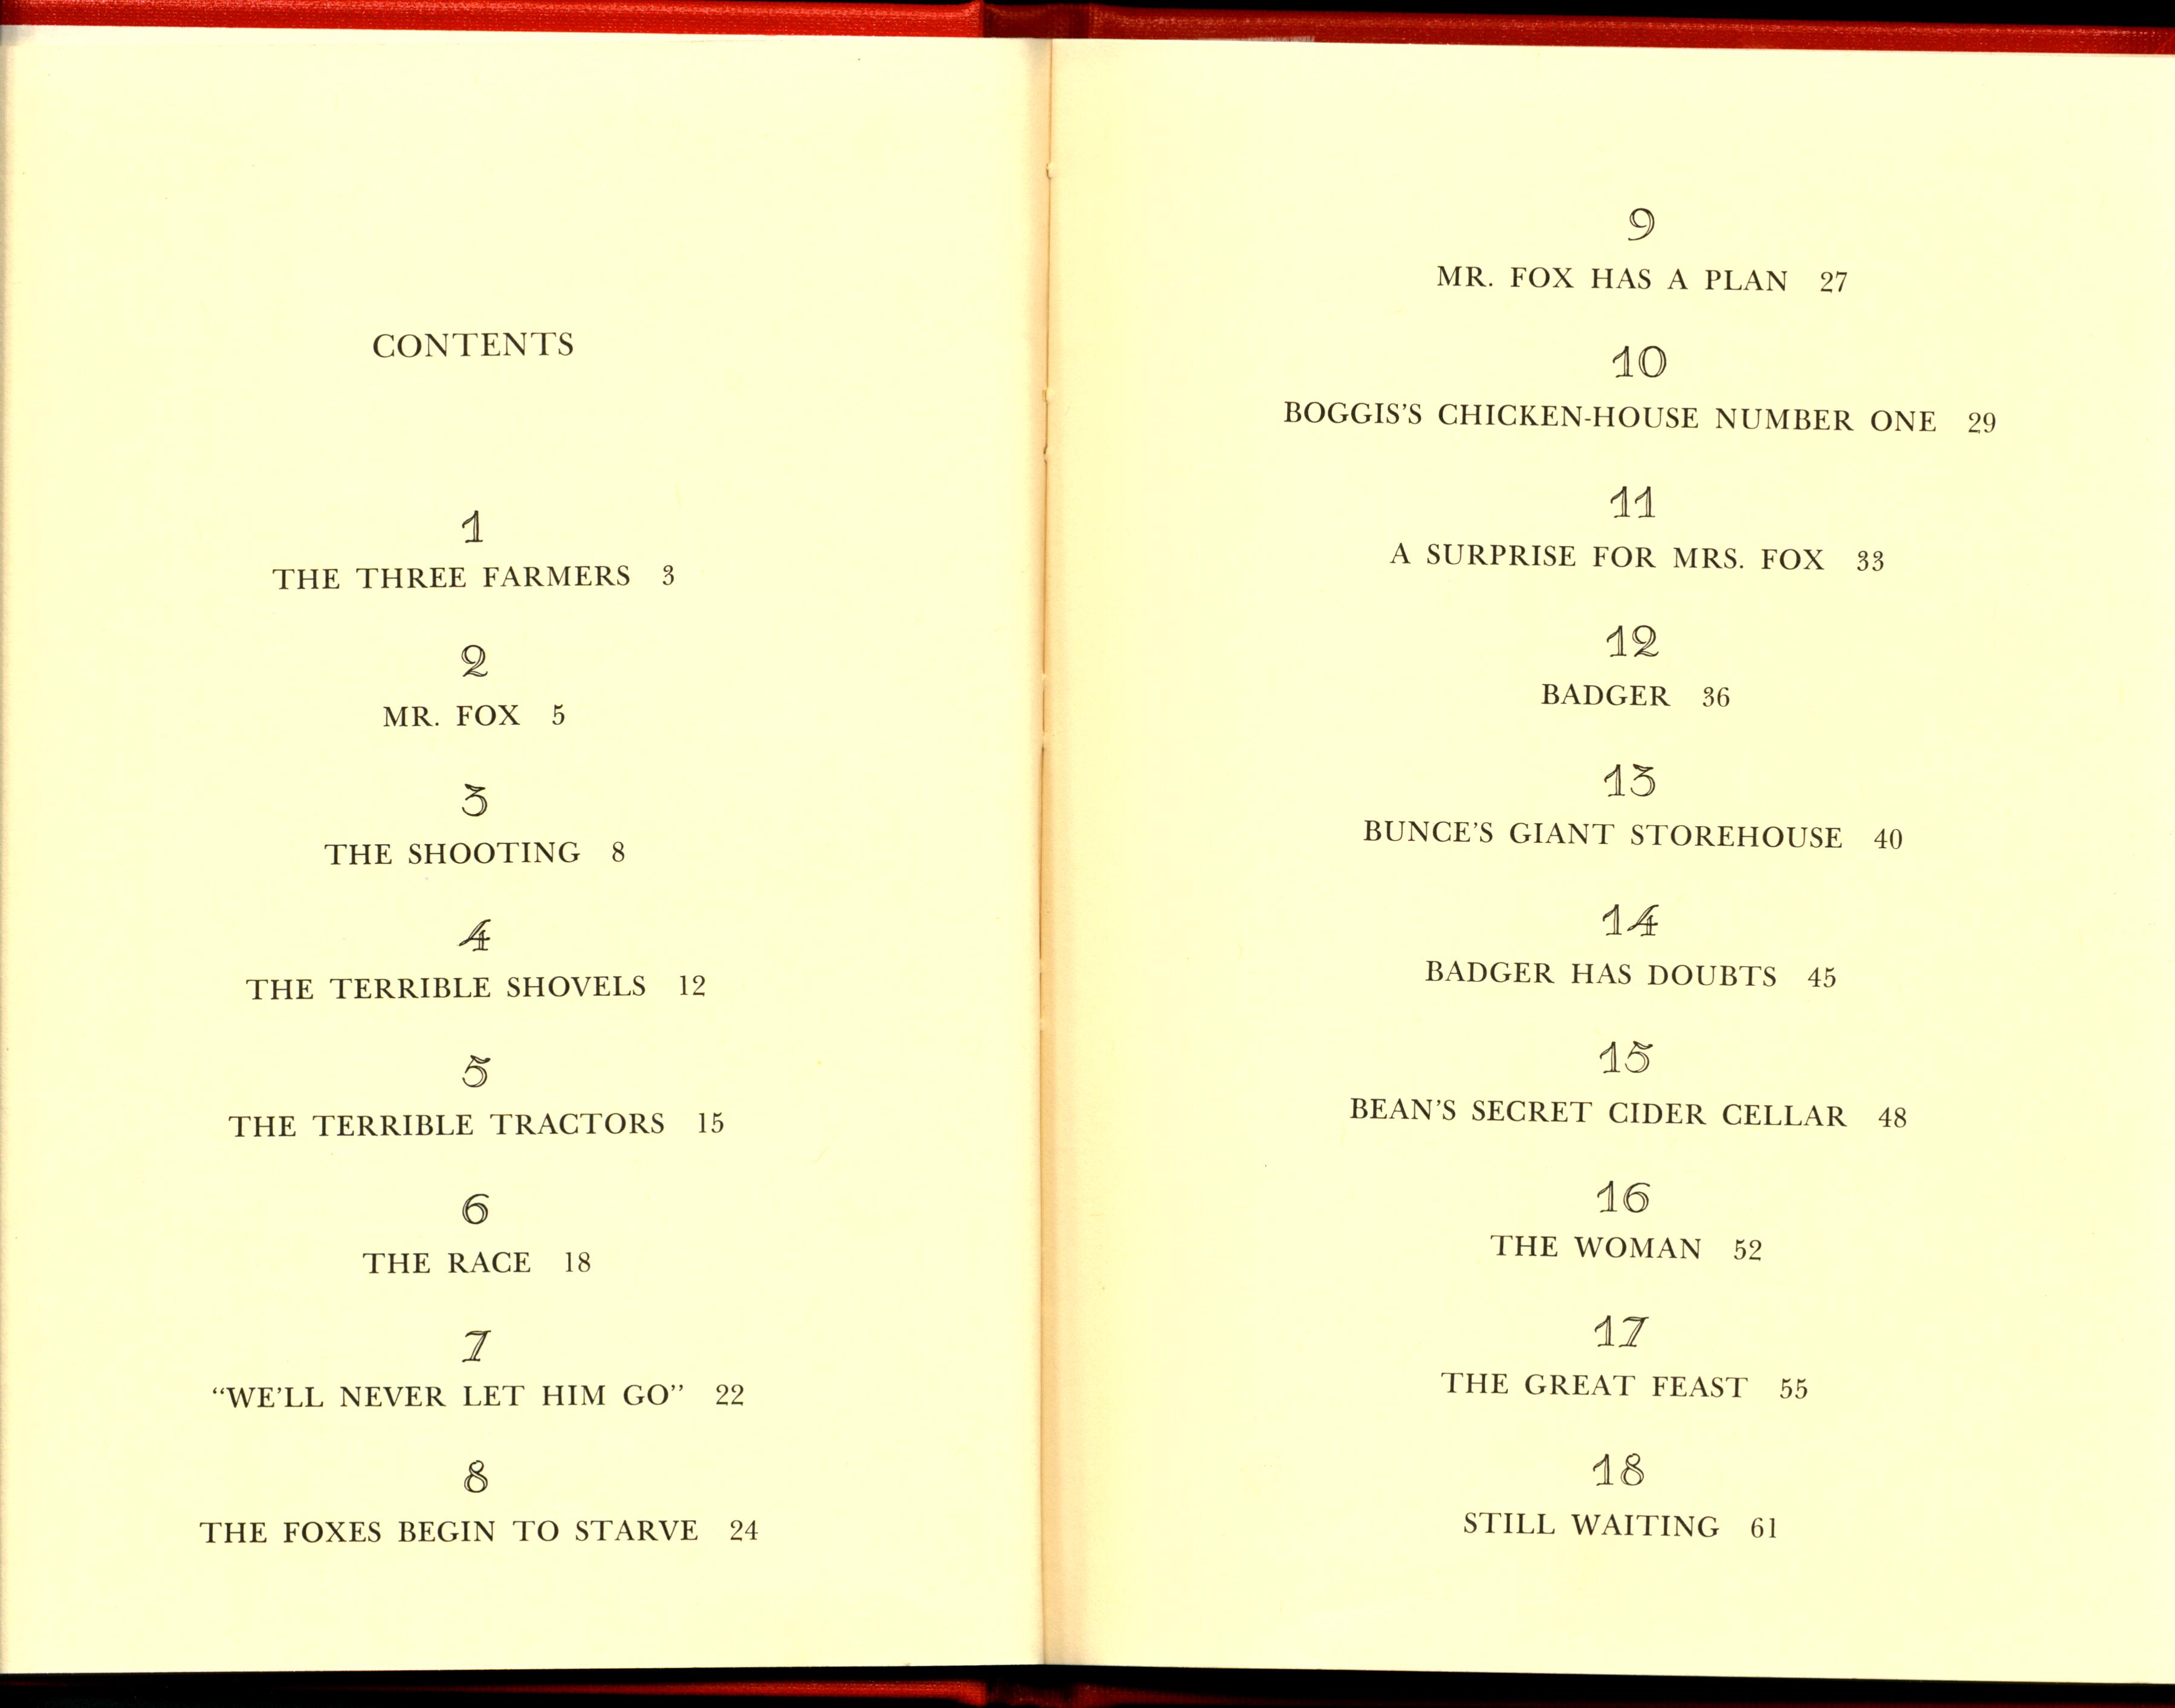 CONTENTS
1
THE THREE FARMERS 3
2
MR. FOX 5
3
THE SHOOTING 8
4
THE TERRIBLE SHOVELS 12
5
THE TERRIBLE TRACTORS 15
6
THE RACE 18
7
“WE’LL NEVER LET HIM GO” 22
8
THE FOXES BEGIN TO STARVE 24
9
MR. FOX HAS A PLAN 27
10
BOGGIS’S CHICKEN-HOUSE NUMBER ONE 29
11
A SURPRISE FOR MRS. FOX 33
12
BADGER 36
13
BUNCE’S GIANT STOREHOUSE 40
14
BADGER HAS DOUBTS 45
15
BEAN’S SECRET CIDER CELLAR 48
16
THE WOMAN 52
17
THE GREAT FEAST 55
18
STILL WAITING 61